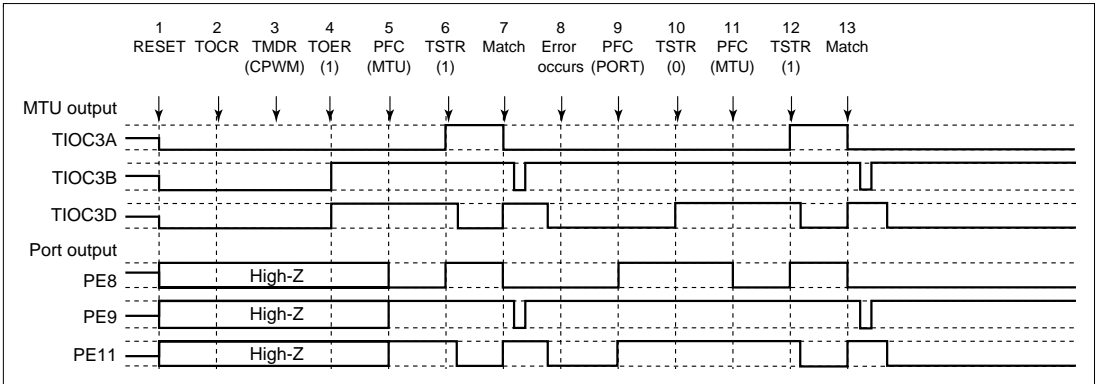 1 2 3 4 5 6 7 8 9 10 11 12 13
RESET TOCR TMDR TOER PFC TSTR Match Error PFC TSTR PFC TSTR Match
(CPWM) (1) (MTU) (1) occurs (PORT) (0) (MTU) (1)
MTU output
TIOC3A
TIOC3B
TIOC3D
Port output
PE8 High-Z
PE9 High-Z
PE11 High-Z